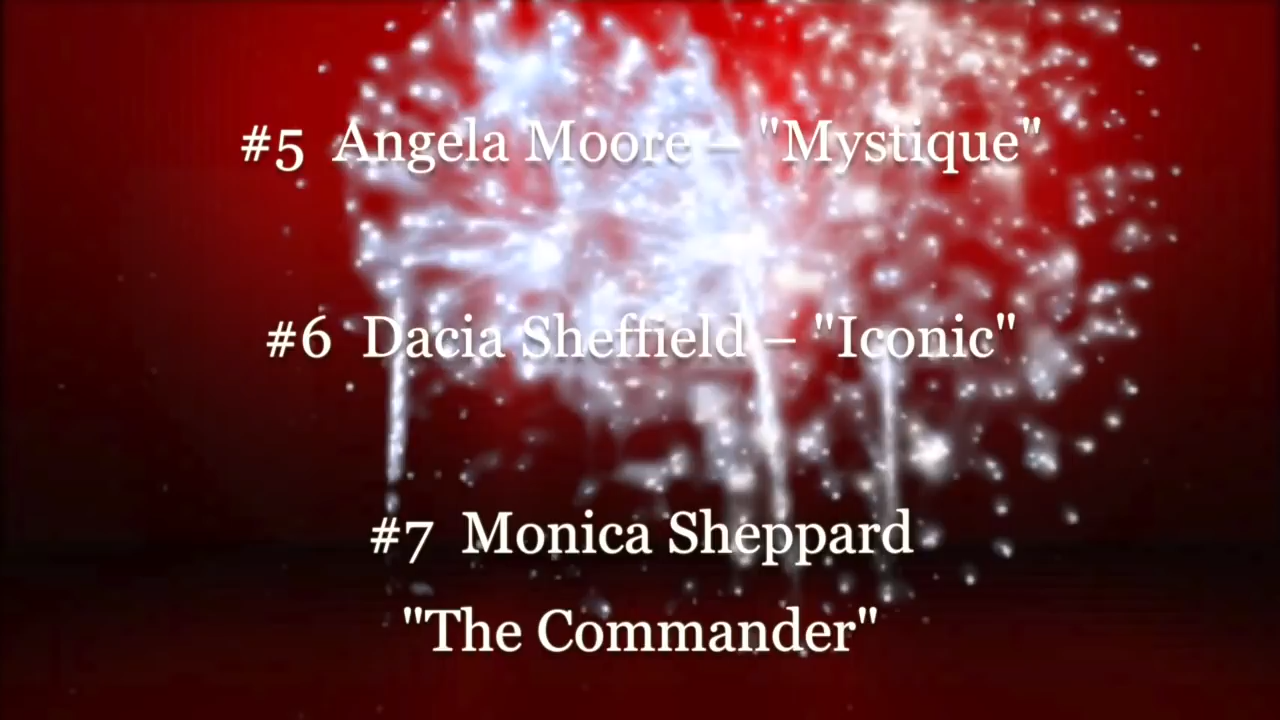 #5  Angela Moore – "Mystique"
#6  Dacia Sheffield – "Iconic"
#7  Monica Sheppard
"The Commander"